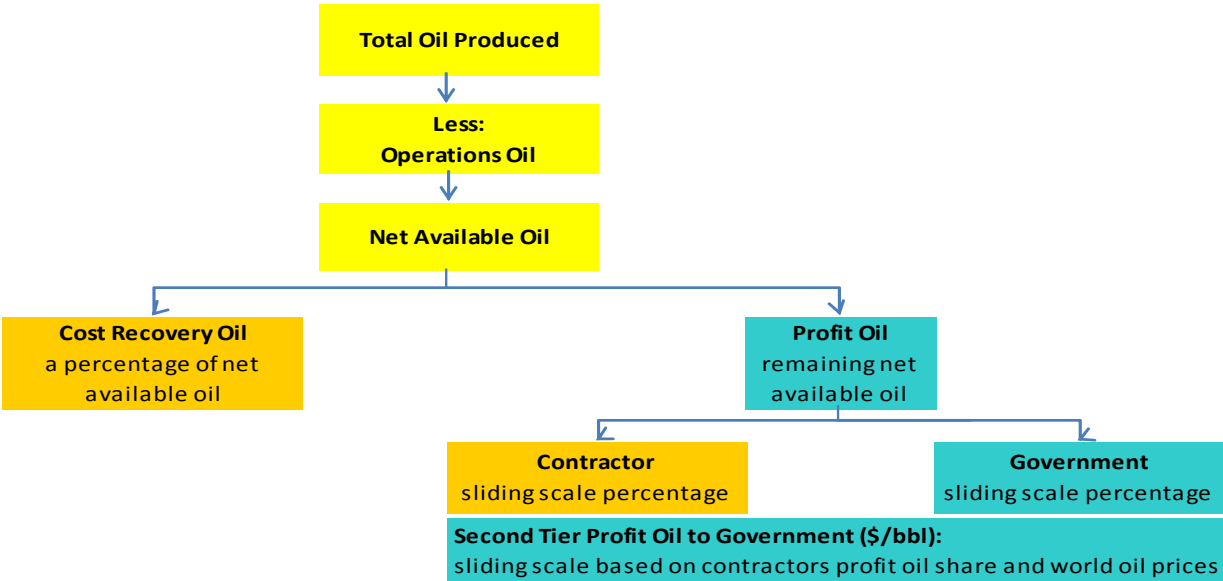 Total Oil Produced
Less:
Operations Oil
Net Available Oil
Cost Recovery Oil
a percentage of net
available oil
Profit Oil
remaining net
available oil
Contractor
sliding scale percentage
Government
sliding scale percentage
Second Tier Profit Oil to Government ($/bbl):
sliding scale based on contractors profit oil share and world oil prices